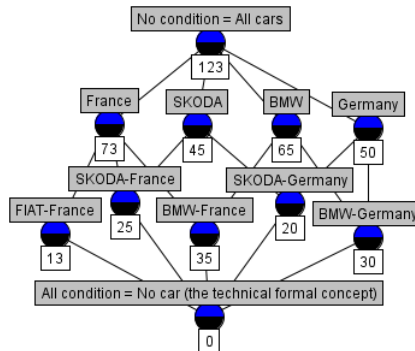 No condition = All cars
123
France
SKODA
BMW
Germany
73
45
65
50
SKODA-France
SKODA-Germany
FIAT-France
25
BMW-France
20
BMW-Germany
13
35
30
All condition = No car (the technical formal concept)
0